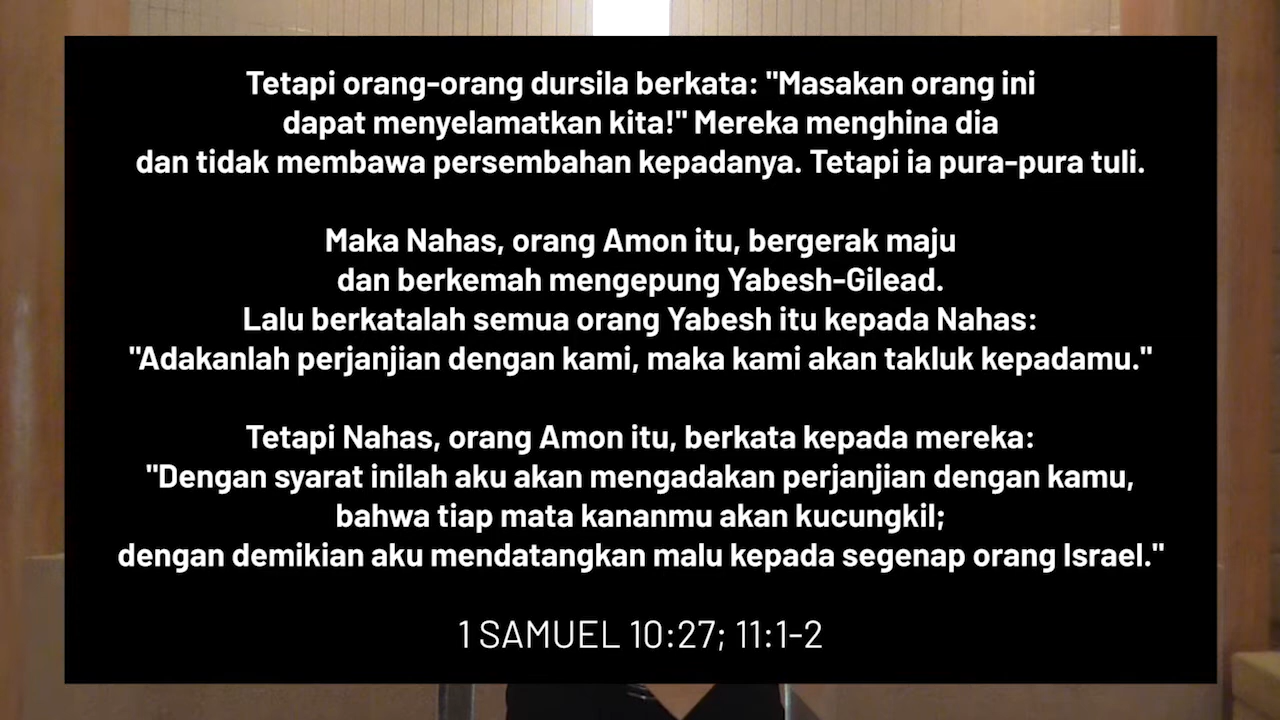 Tetapi orang-orang dursila berkata: "Masakan orang ini
dapat menyelamatkan kita!" Mereka menghina dia
dan tidak membawa persembahan kepadanya. Tetapi ia pura-pura tuli.
Maka Nahas, orang Amon itu, bergerak maju
dan berkemah mengepung Yabesh-Gilead.
Lalu berkatalah semua orang Yabesh itu kepada Nahas:
"Adakanlah perjanjian dengan kami, maka kami akan takluk kepadamu."
Tetapi Nahas, orang Amon itu, berkata kepada mereka:
"Dengan syarat inilah aku akan mengadakan perjanjian dengan kamu,
bahwa tiap mata kananmu akan kucungkil;
dengan demikian aku mendatangkan malu kepada segenap orang Israel."
1 SAMUEL 10:27; 11:1-2